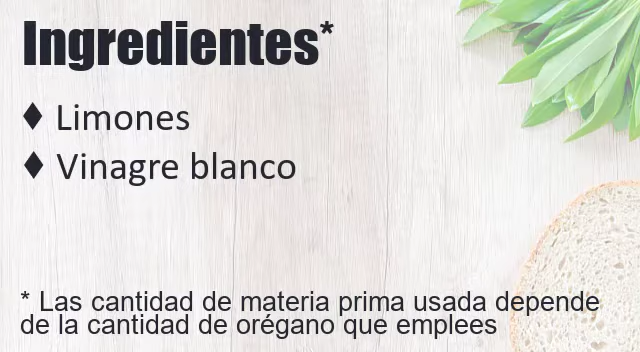 Ingredientes*
♦ Limones
♦ Vinagre blanco
* Las cantidad de materia prima usada depende
de la cantidad de orégano que emplees